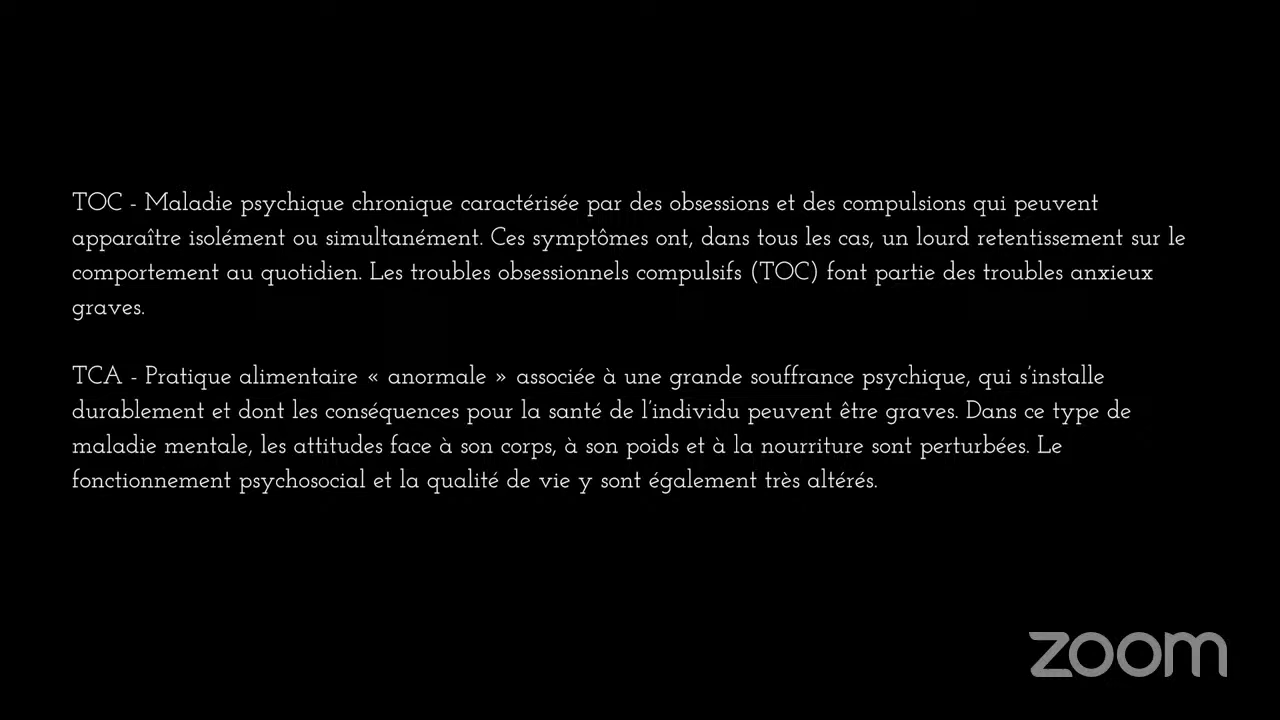 TOC - Maladie psychique chronique caractérisée par des obsessions et des compulsions qui peuvent
apparaître isolément ou simultanément. Ces symptômes ont, dans tous les cas, un lourd retentissement sur le
comportement au quotidien. Les troubles obsessionnels compulsifs (TOC) font partie des troubles anxieux
graves.
TCA - Pratique alimentaire « anormale » associée à une grande souffrance psychique, qui s'installe
durablement et dont les conséquences pour la santé de l'individu peuvent être graves. Dans ce type de
maladie mentale, les attitudes face à son corps, à son poids et à la nourriture sont perturbées. Le
fonctionnement psychosocial et la qualité de vie y sont également très altérés.
zoom